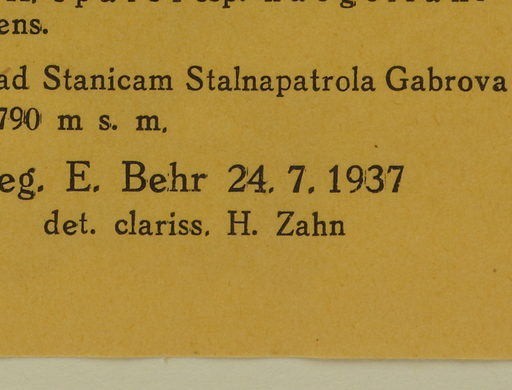 ens.
ad Stanicam Stalnapatrola Gabrova
790 m s. m.
eg. E. Behr 24. 7. 1937
det. clariss. H. Zahn